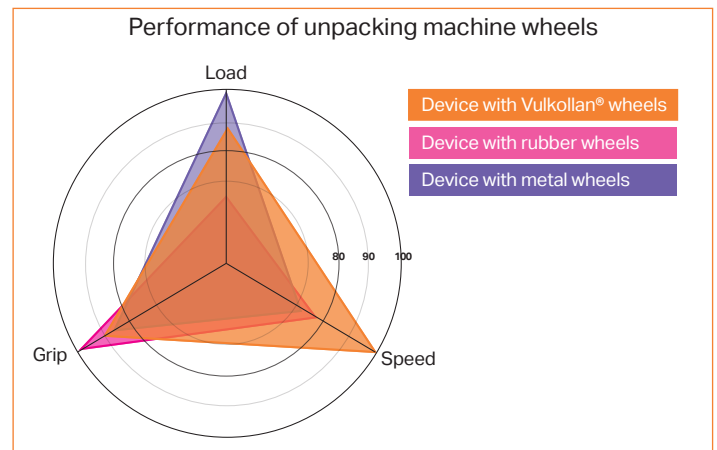 Performance of unpacking machine wheels
Load
Device with Vulkollan® wheels
Device with rubber wheels
Device with metal wheels
80 90 100
Grip
Speed